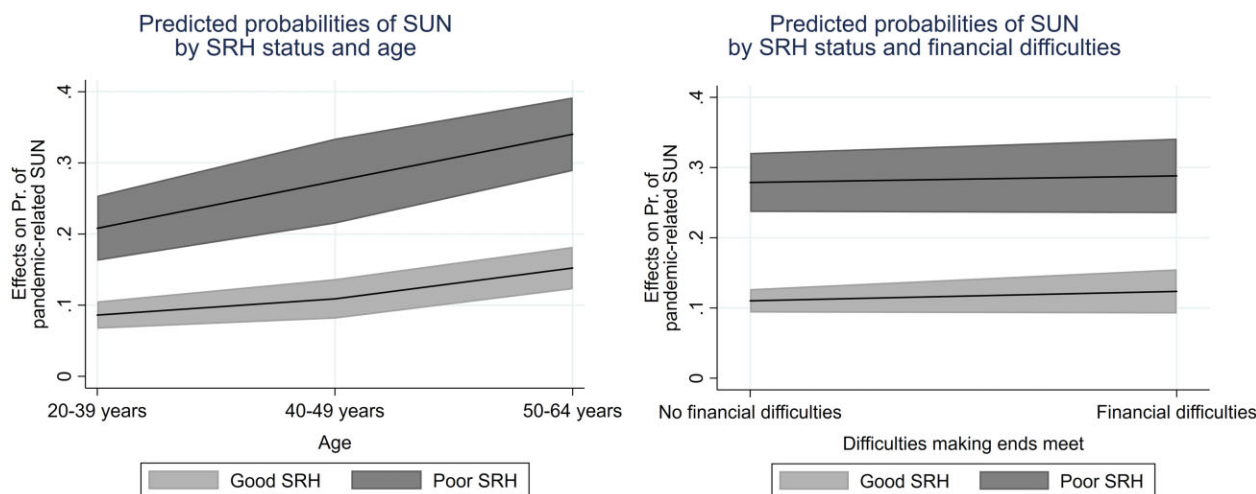 Predicted probabilities of SUN
by SRH status and age
Effects on Pr. of
pandemic-related SUN
.4
.3
.2
.1
0
20-39 years
40-49 years
50-64 years
Age
Good SRH
Poor SRH
Predicted probabilities of SUN
by SRH status and financial difficulties
Effects on Pr. of
pandemic-related SUN
.4
.3
.2
.1
0
No financial difficulties
Financial difficulties
Difficulties making ends meet
Good SRH
Poor SRH